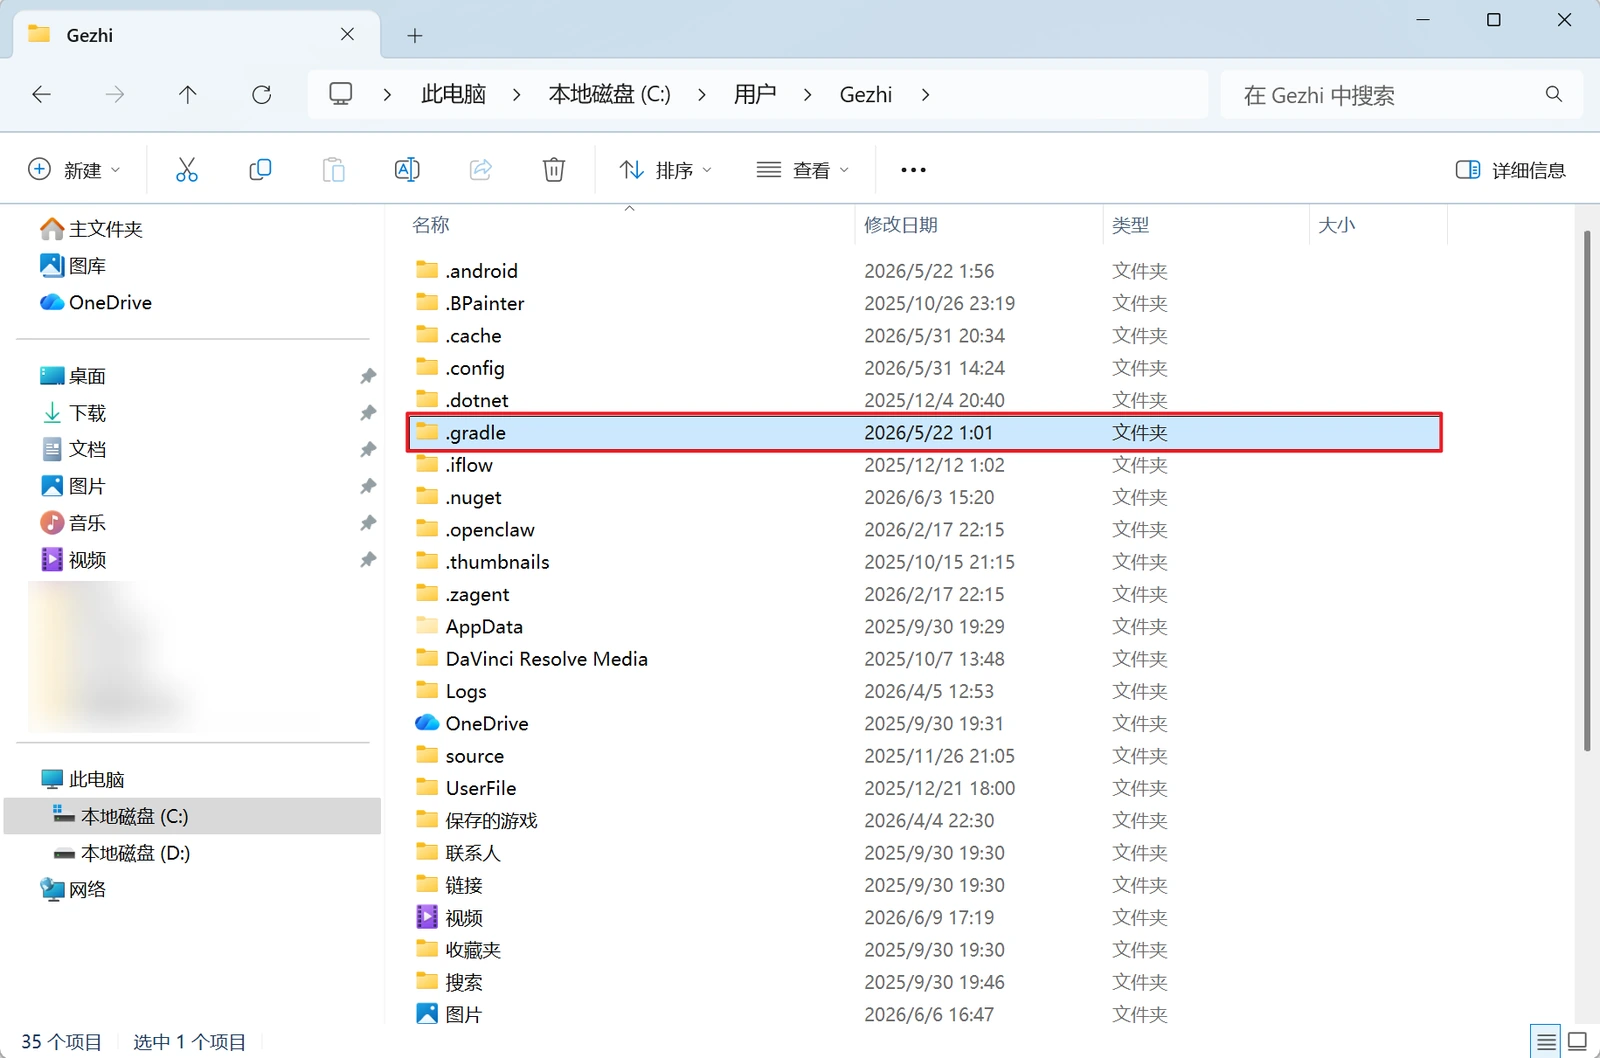 Gezhi
此电脑 本地磁盘 (C:) 用户 Gezhi
在 Gezhi 中搜索
新建 排序 查看 详细信息
主文件夹
图库
OneDrive
桌面
下载
文档
图片
音乐
视频
此电脑
本地磁盘 (C:)
本地磁盘 (D:)
网络
名称 修改日期 类型 大小
.android 2026/5/22 1:56 文件夹
.BPainter 2025/10/26 23:19 文件夹
.cache 2026/5/31 20:34 文件夹
.config 2026/5/31 14:24 文件夹
.dotnet 2025/12/4 20:40 文件夹
.gradle 2026/5/22 1:01 文件夹
.iflow 2025/12/12 1:02 文件夹
.nuget 2026/6/3 15:20 文件夹
.openclaw 2026/2/17 22:15 文件夹
.thumbnails 2025/10/15 21:15 文件夹
.zagent 2026/2/17 22:15 文件夹
AppData 2025/9/30 19:29 文件夹
DaVinci Resolve Media 2025/10/7 13:48 文件夹
Logs 2026/4/5 12:53 文件夹
OneDrive 2025/9/30 19:31 文件夹
source 2025/11/26 21:05 文件夹
UserFile 2025/12/21 18:00 文件夹
保存的游戏 2026/4/4 22:30 文件夹
联系人 2025/9/30 19:30 文件夹
链接 2025/9/30 19:30 文件夹
视频 2026/6/9 17:19 文件夹
收藏夹 2025/9/30 19:30 文件夹
搜索 2025/9/30 19:46 文件夹
图片 2026/6/6 16:47 文件夹
35 个项目 选中 1 个项目